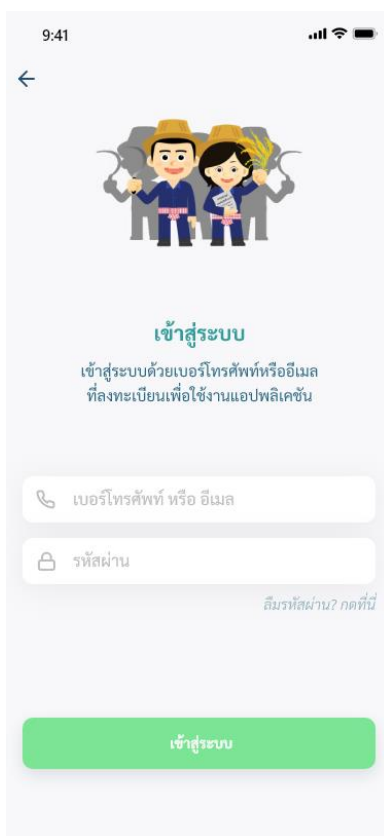 9:41
เข้าสู่ระบบ
เข้าสู่ระบบด้วยเบอร์โทรศัพท์หรืออีเมล
ที่ลงทะเบียนเพื่อใช้งานแอปพลิเคชัน
เบอร์โทรศัพท์ หรือ อีเมล
รหัสผ่าน
ลืมรหัสผ่าน? กดที่นี่
เข้าสู่ระบบ